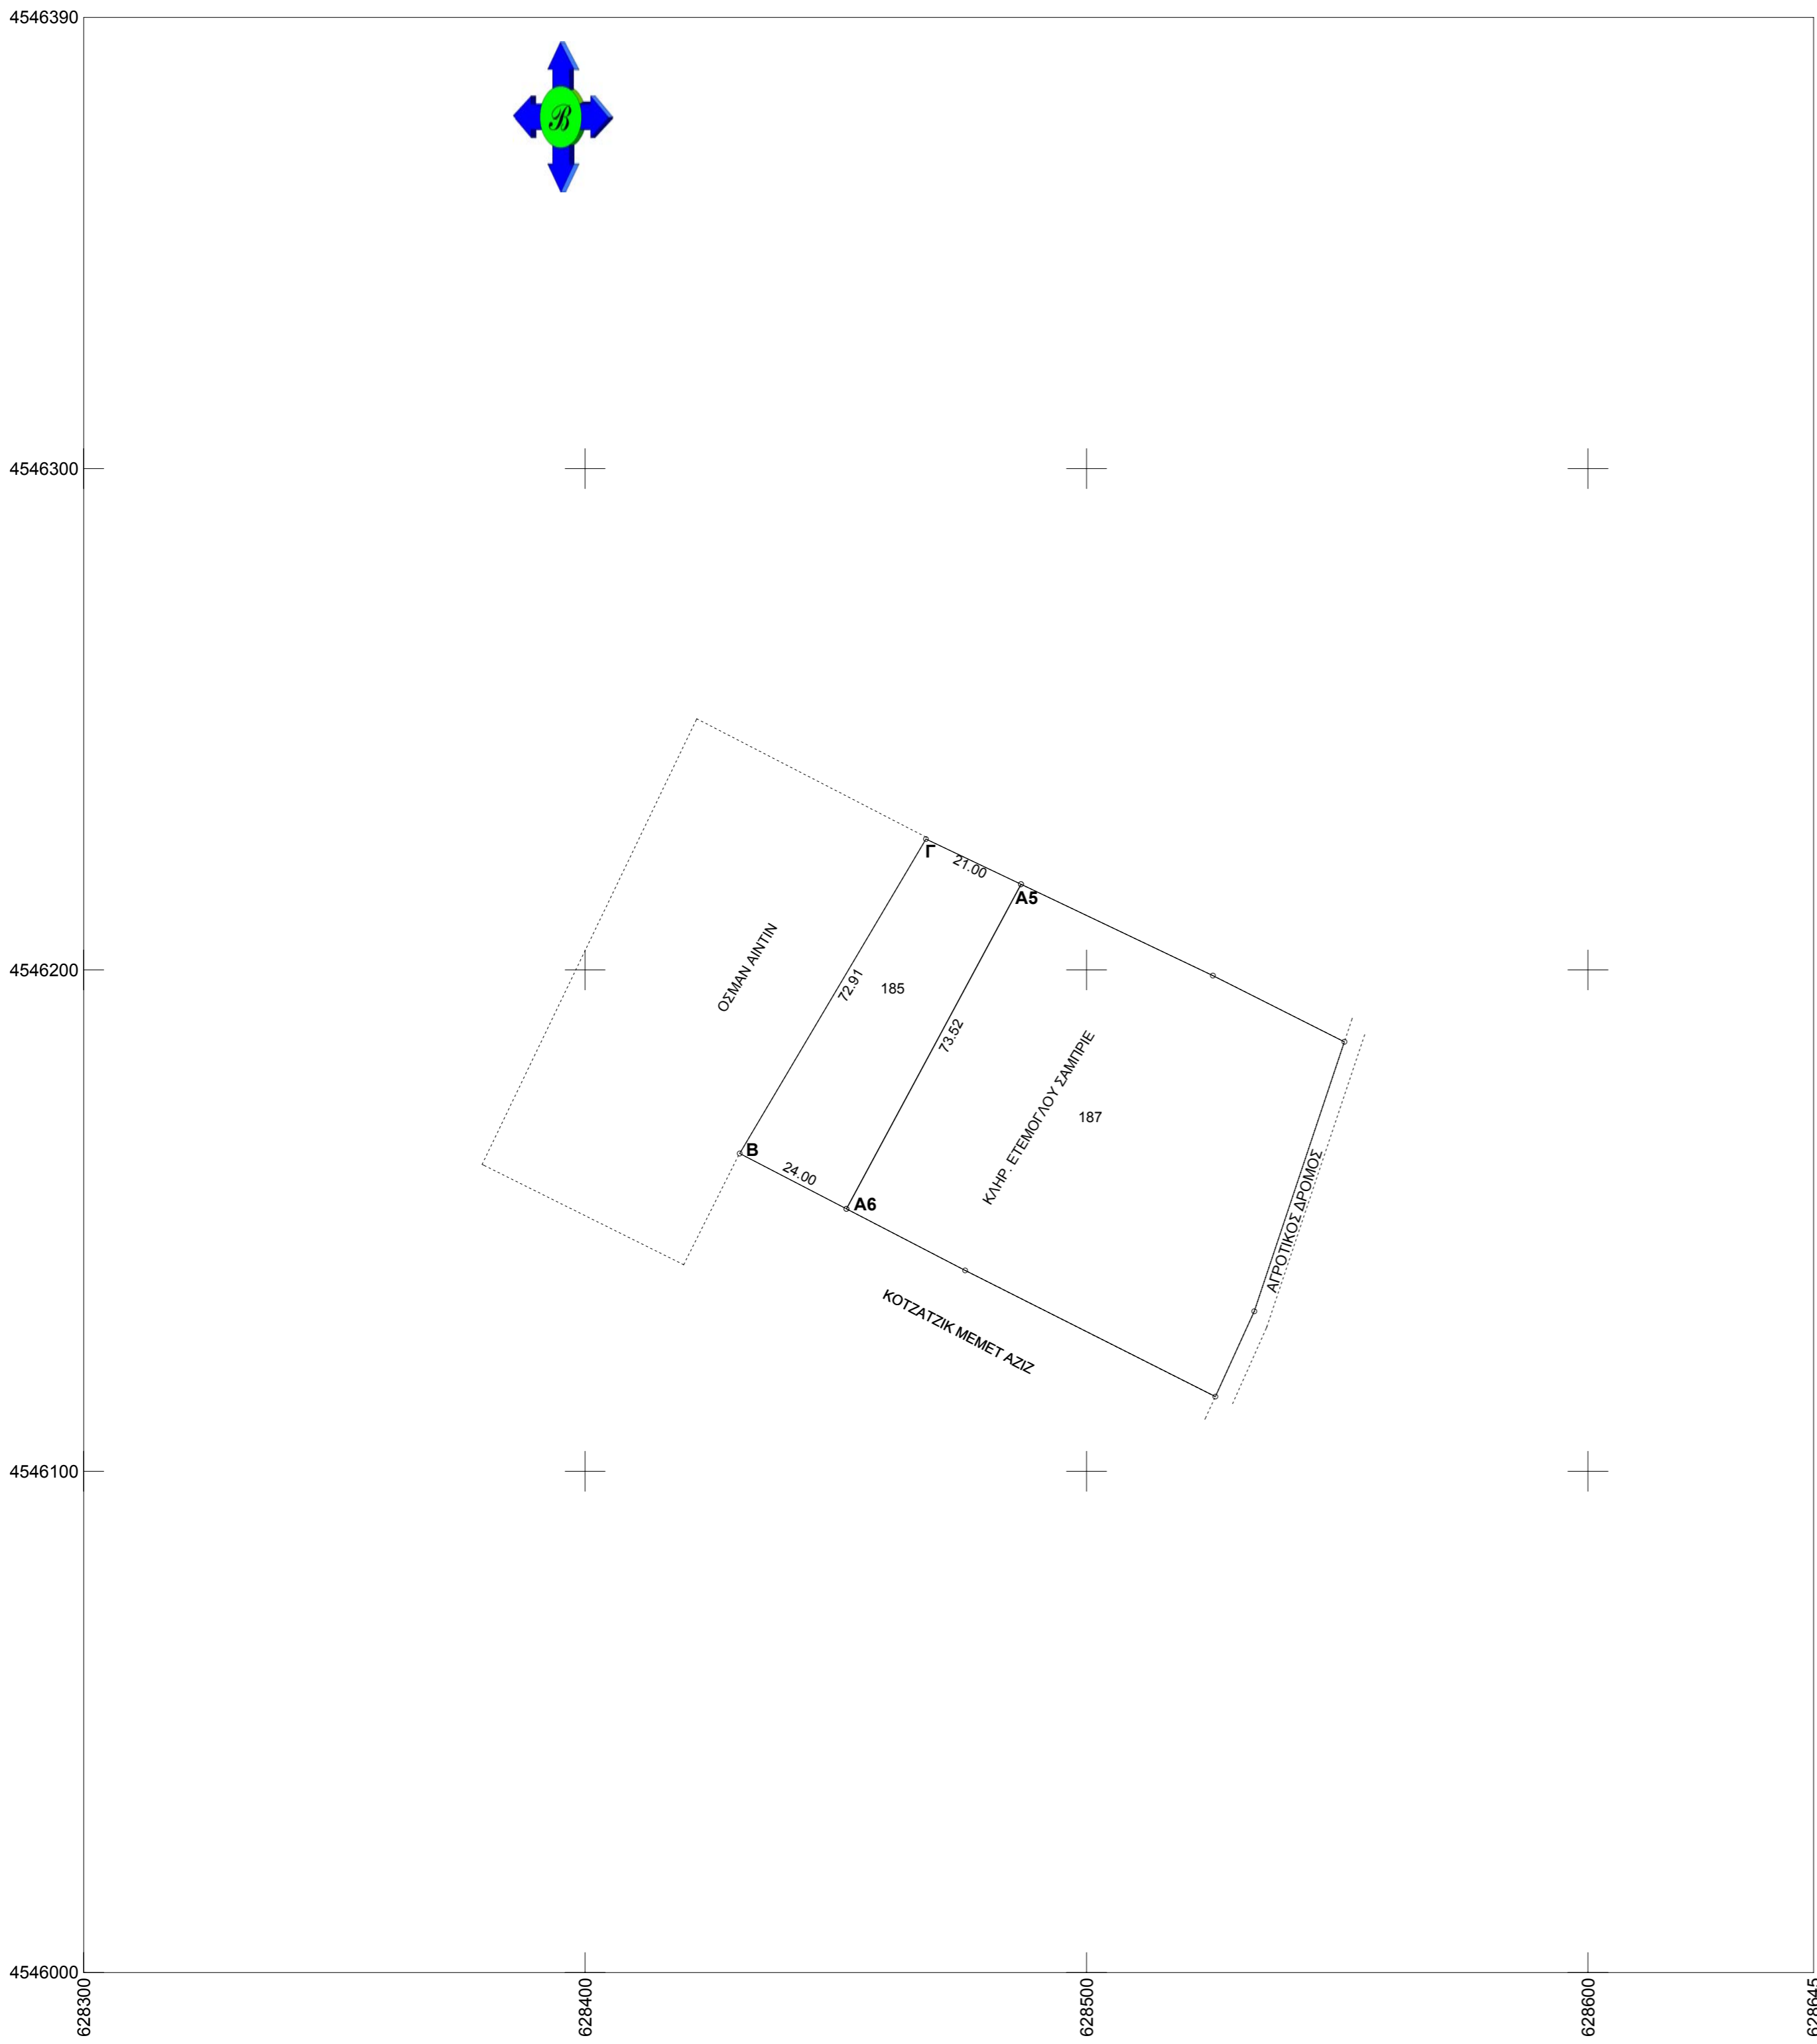 4546390
B
4546300
Γ
21.00
A5
ΟΣΜΑΝ ΑΙΝΤΙΝ
4546200
72.91
185
73.52
ΚΛΗΡ. ΕΤΕΜΟΓΛΟΥ ΣΑΜΠΡΙΕ
187
B
24.00
A6
ΑΓΡΟΤΙΚΟΣ ΔΡΟΜΟΣ
ΚΟΤΖΑΤΖΙΚ ΜΕΜΕΤ ΑΖΙΖ
4546100
4546000
628300
628400
628500
628600
628645